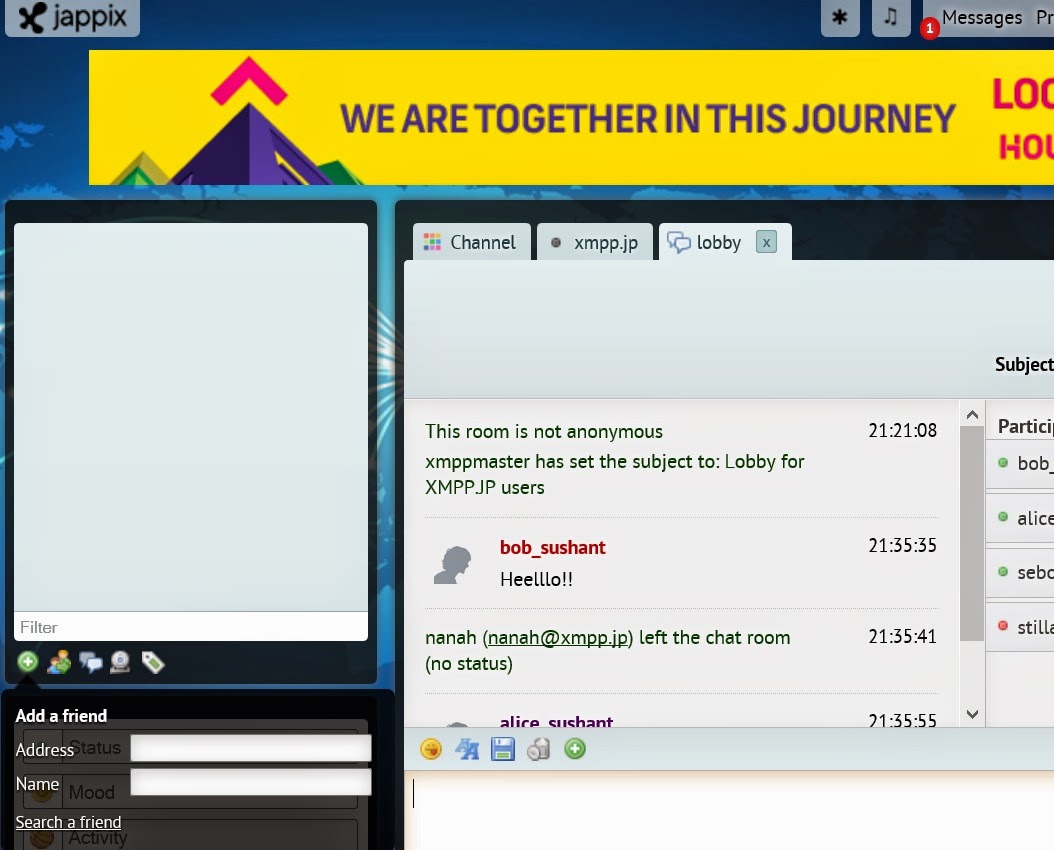 jappix
1
Messages
Pr
WE ARE TOGETHER IN THIS JOURNEY
LOC
HOU
Channel
xmpp.jp
lobby
x
Subject
This room is not anonymous
21:21:08
xmppmaster has set the subject to: Lobby for
XMPP.JP users
Partici
bob_
alice
sebo
stilla
bob_sushant
21:35:35
Heelllo!!
nanah (nanah@xmpp.jp) left the chat room
21:35:41
(no status)
alice_sushant
21:35:55
Filter
Add a friend
Address
Status
Name
Mood
Search a friend
Activity